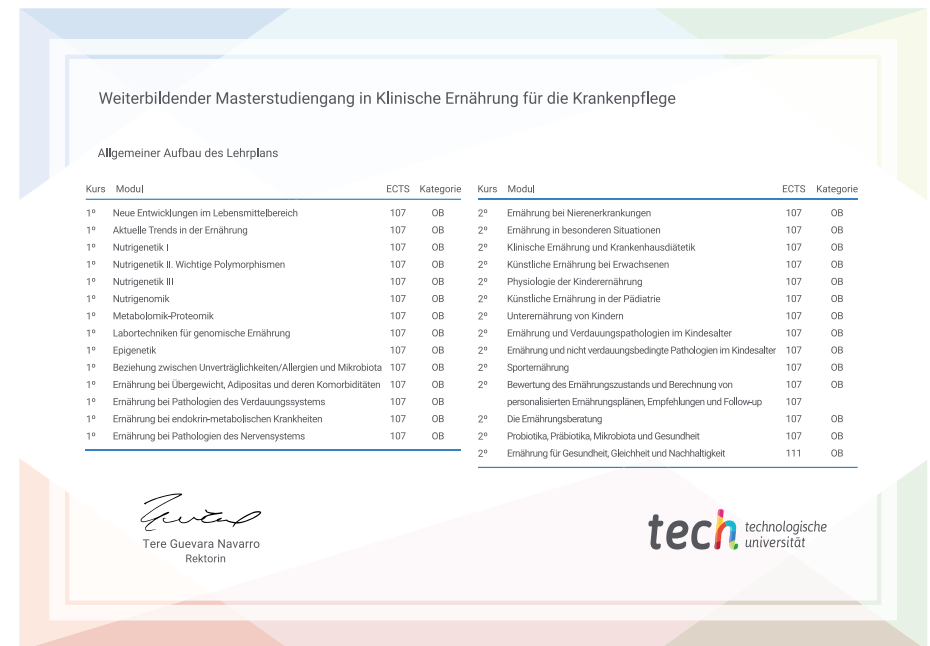 Weiterbildender Masterstudiengang in Klinische Ernährung für die Krankenpflege
Allgemeiner Aufbau des Lehrplans
Kurs Modul ECTS Kategorie
1º Neue Entwicklungen im Lebensmittelbereich 107 OB
1º Aktuelle Trends in der Ernährung 107 OB
1º Nutrigenetik I 107 OB
1º Nutrigenetik II. Wichtige Polymorphismen 107 OB
1º Nutrigenetik III 107 OB
1º Nutrigenomik 107 OB
1º Metabolomik-Proteomik 107 OB
1º Labortechniken für genomische Ernährung 107 OB
1º Epigenetik 107 OB
1º Beziehung zwischen Unverträglichkeiten/Allergien und Mikrobiota 107 OB
1º Ernährung bei Übergewicht, Adipositas und deren Komorbiditäten 107 OB
1º Ernährung bei Pathologien des Verdauungssystems 107 OB
1º Ernährung bei endokrin-metabolischen Krankheiten 107 OB
1º Ernährung bei Pathologien des Nervensystems 107 OB
Kurs Modul ECTS Kategorie
2º Ernährung bei Nierenerkrankungen 107 OB
2º Ernährung in besonderen Situationen 107 OB
2º Klinische Ernährung und Krankenhausdiätetik 107 OB
2º Künstliche Ernährung bei Erwachsenen 107 OB
2º Physiologie der Kinderernährung 107 OB
2º Künstliche Ernährung in der Pädiatrie 107 OB
2º Unterernährung von Kindern 107 OB
2º Ernährung und Verdauungspathologien im Kindesalter 107 OB
2º Ernährung und nicht verdauungsbedingte Pathologien im Kindesalter 107 OB
2º Sporternährung 107 OB
2º Bewertung des Ernährungszustands und Berechnung von 107 OB
personalisierten Ernährungsplänen, Empfehlungen und Follow-up 107
2º Die Ernährungsberatung 107 OB
2º Probiotika, Präbiotika, Mikrobiota und Gesundheit 107 OB
2º Ernährung für Gesundheit, Gleichheit und Nachhaltigkeit 111 OB
Tere Guevara Navarro
Rektorin
tech technologische
universität